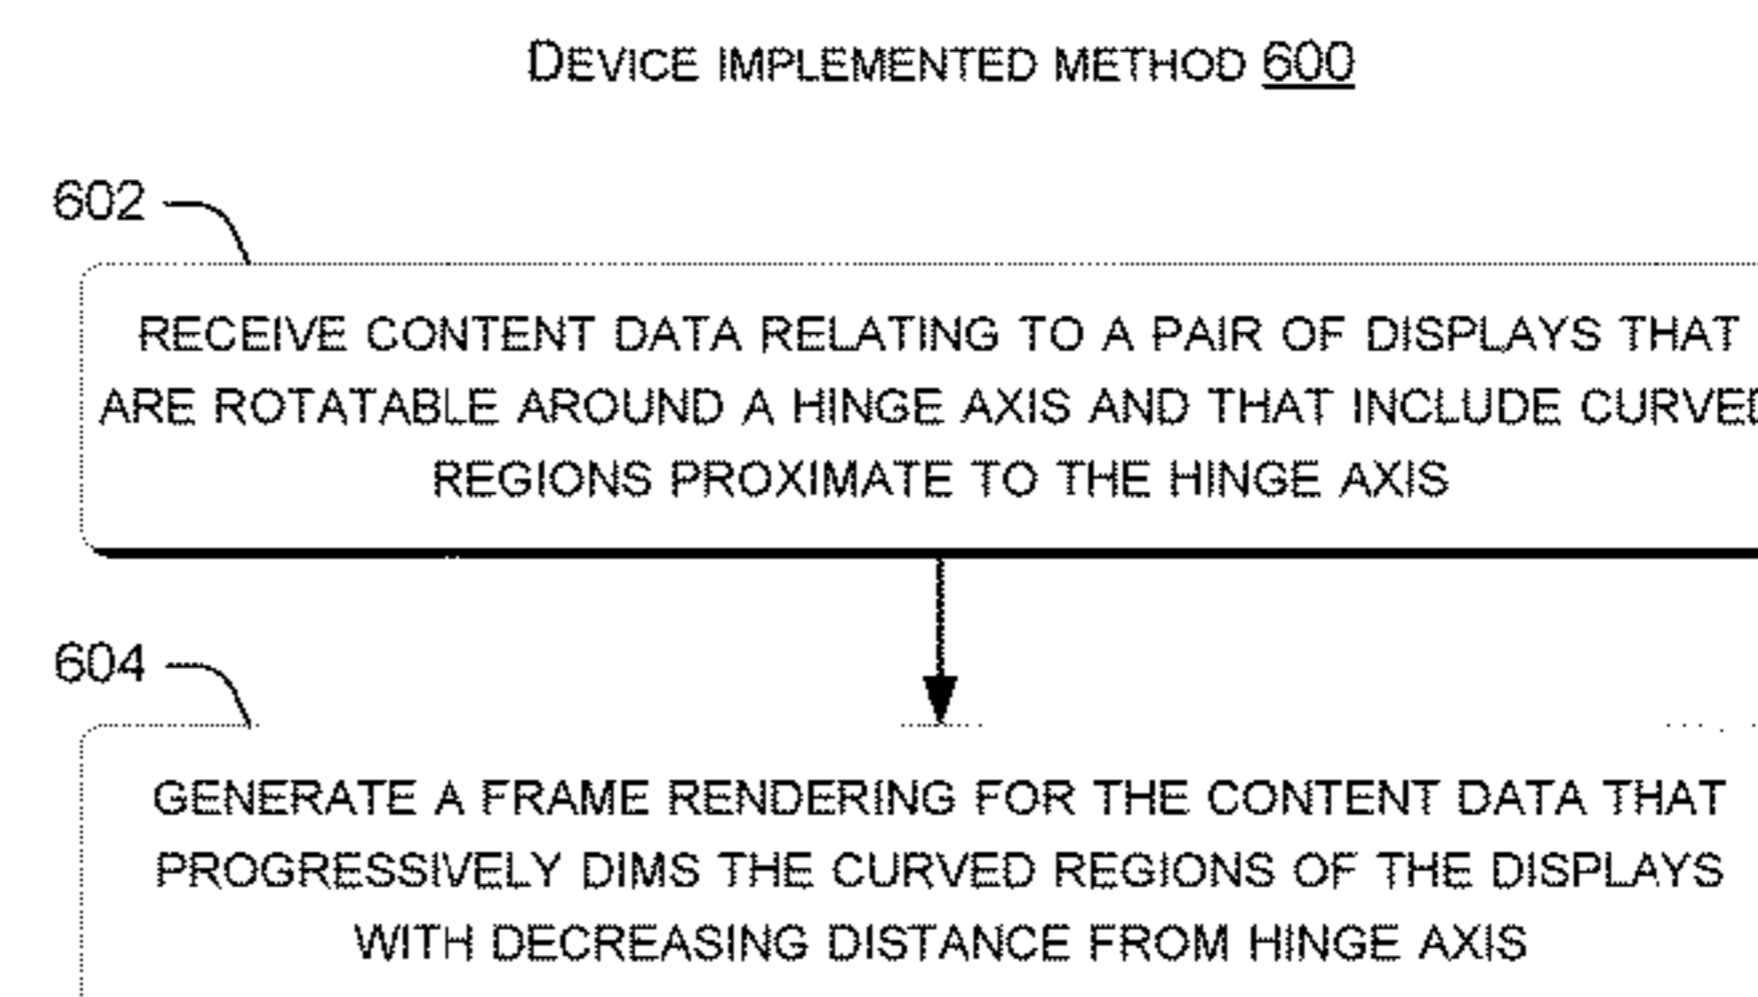 DEVICE IMPLEMENTED METHOD 600
602
RECEIVE CONTENT DATA RELATING TO A PAIR OF DISPLAYS THAT
ARE ROTATABLE AROUND A HINGE AXIS AND THAT INCLUDE CURVED
REGIONS PROXIMATE TO THE HINGE AXIS
604
GENERATE A FRAME RENDERING FOR THE CONTENT DATA THAT
PROGRESSIVELY DIMS THE CURVED REGIONS OF THE DISPLAYS
WITH DECREASING DISTANCE FROM HINGE AXIS